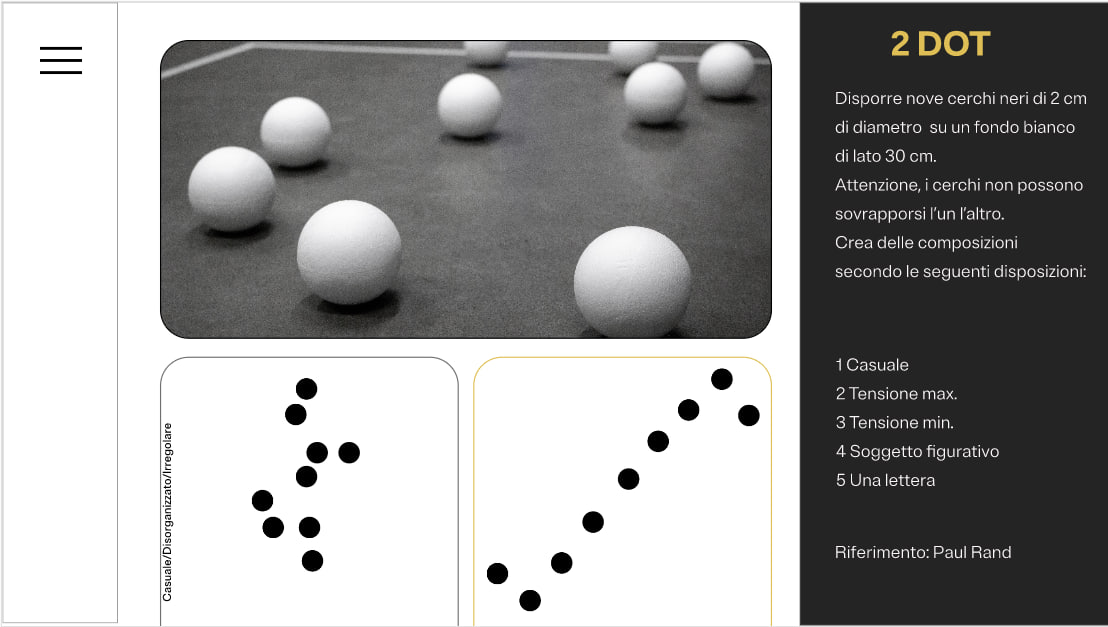 2 DOT
Disporre nove cerchi neri di 2 cm
di diametro  su un fondo bianco
di lato 30 cm.
Attenzione, i cerchi non possono
sovrapporsi l'un l'altro.
Crea delle composizioni
secondo le seguenti disposizioni:
1 Casuale
2 Tensione max.
3 Tensione min.
4 Soggetto figurativo
5 Una lettera
Riferimento: Paul Rand
Casuale/Disorganizzato/Irregolare